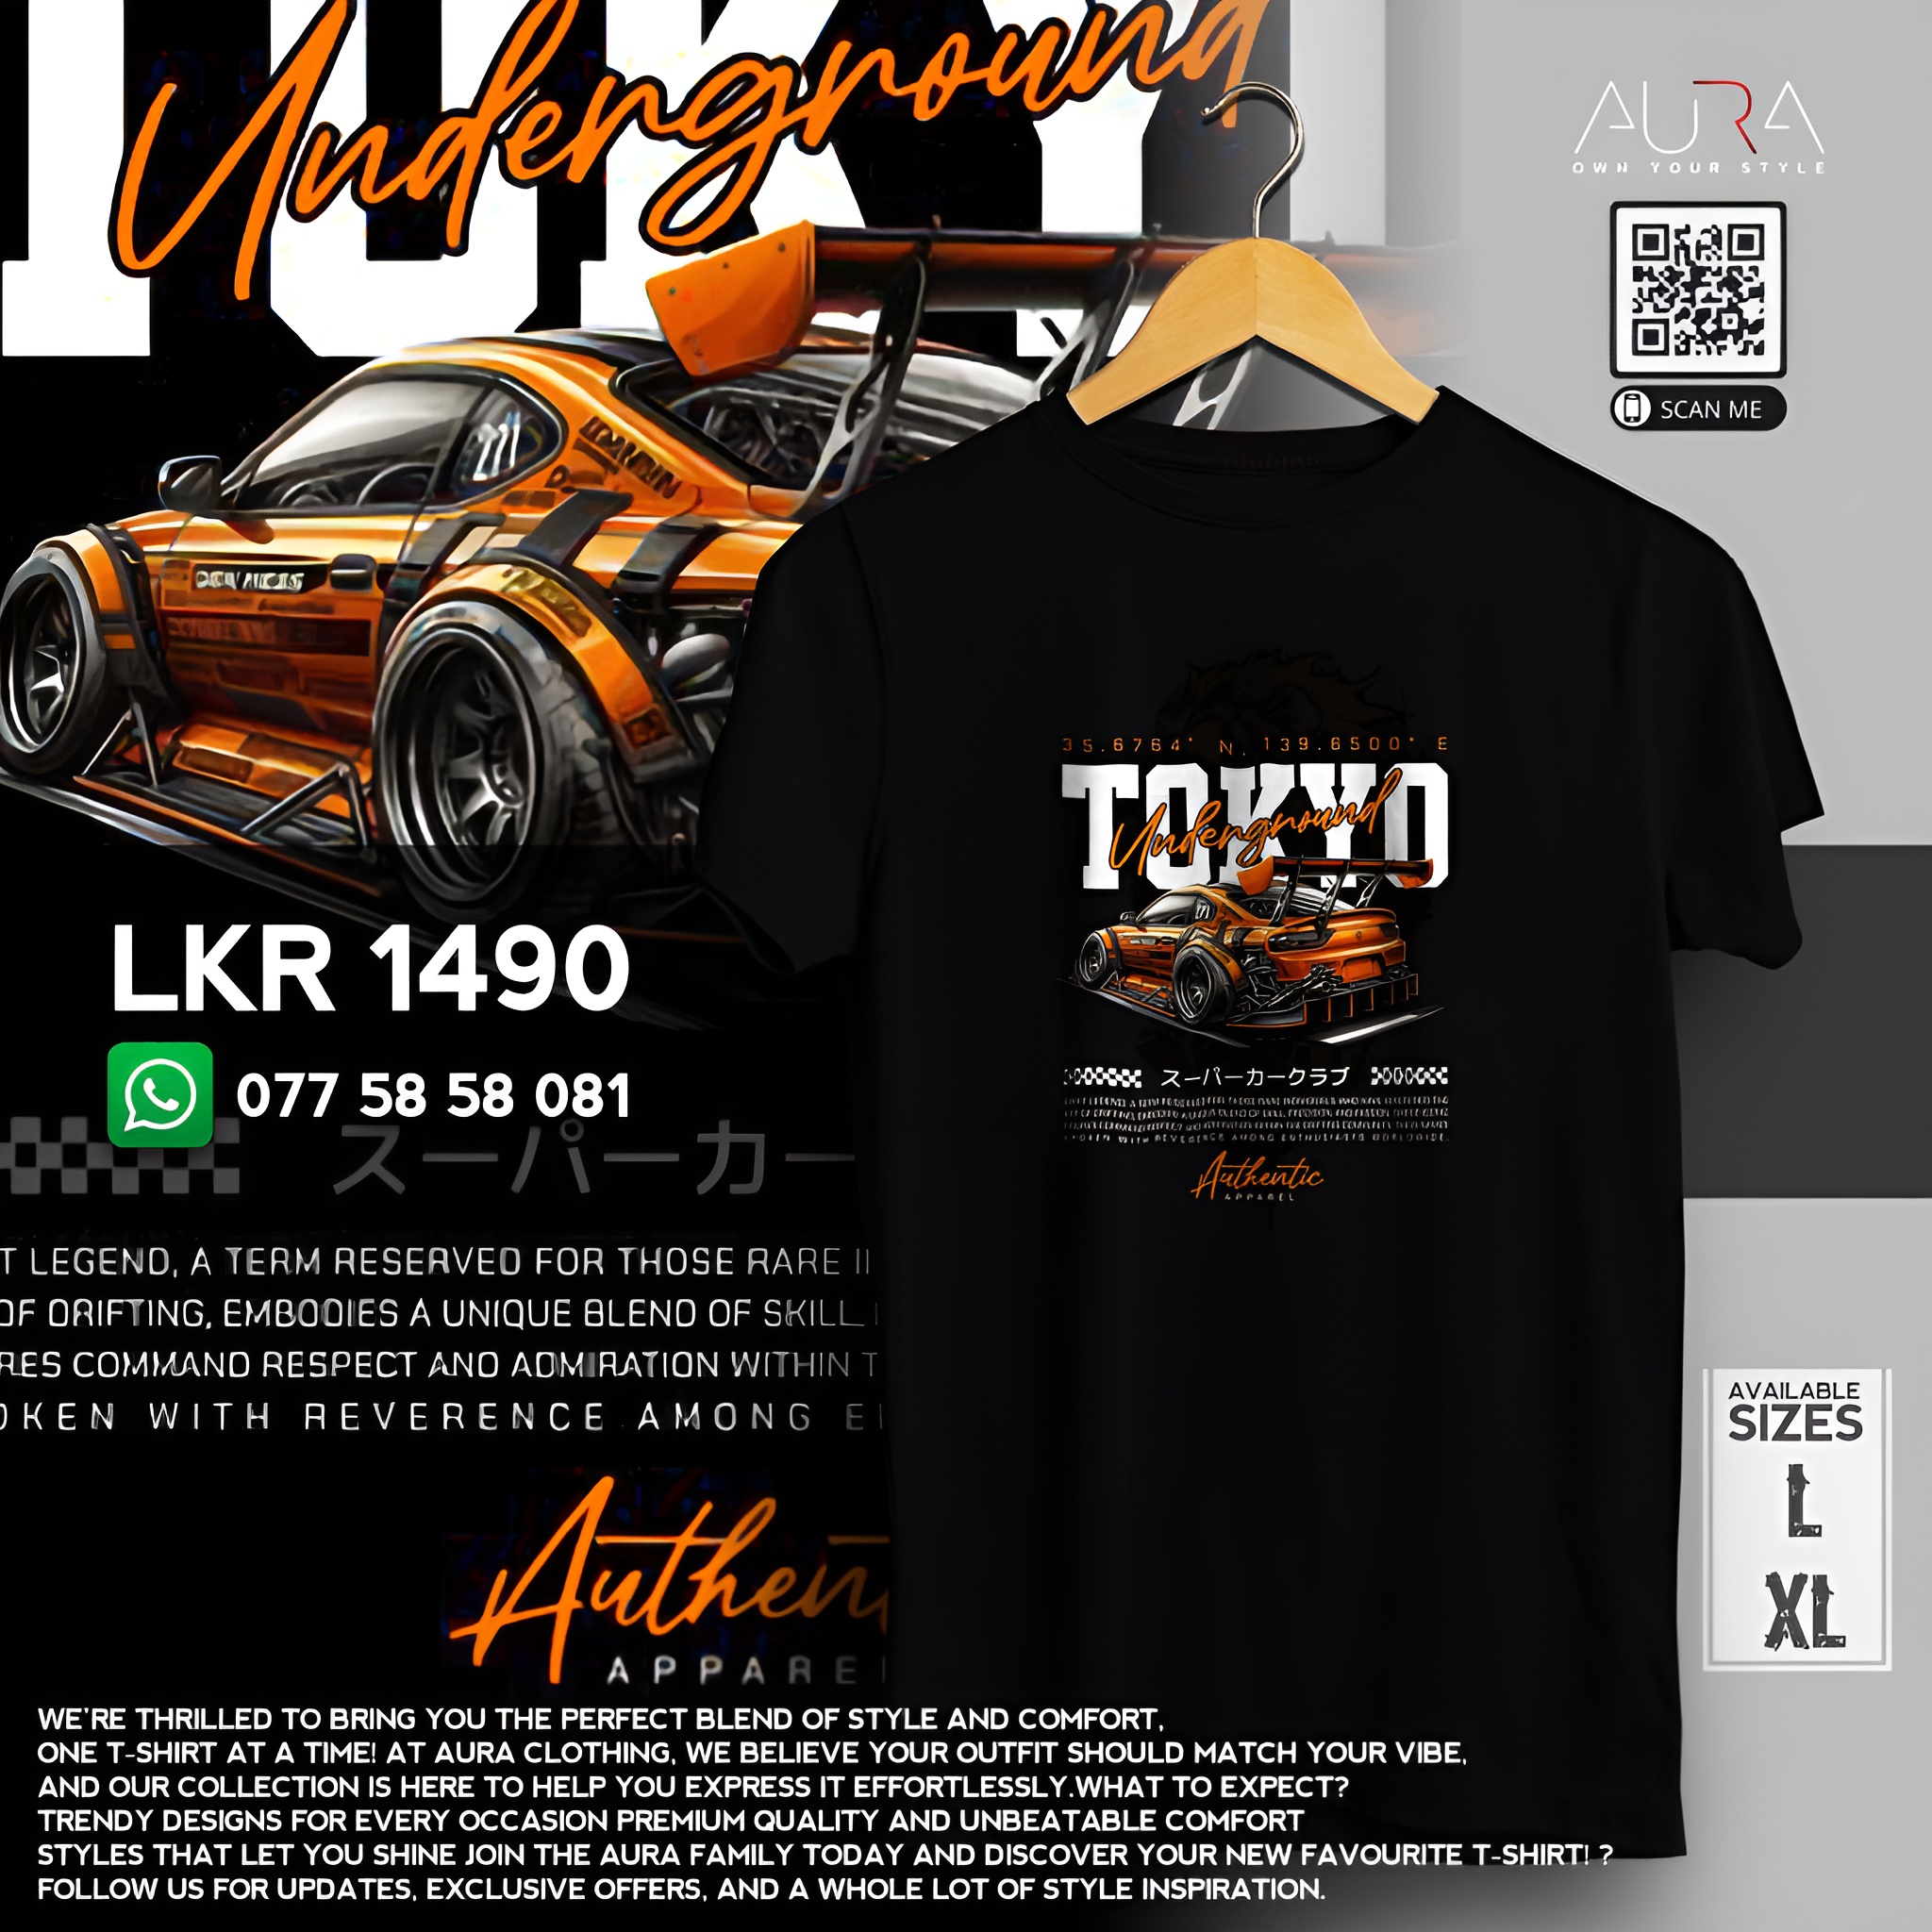 Underground
AURA
OWN YOUR STYLE
SCAN ME
35.6764° N, 139.6500° E
TOKYO
Underground
LKR 1490
077 58 58 081
スーパーカークラブ
スーパーカー
T LEGEND, A TERM RESERVED FOR THOSE RARE
OF DRIFTING, EMBODIES A UNIQUE BLEND OF SKILL
RES COMMAND RESPECT AND ADMIRATION WITHIN T
OKEN WITH REVERENCE AMONG E
OKEN WITH REVERENCE AMONG ENTHUSIASTS WORLDWIDE.
Authentic
APPAREL
AVAILABLE
SIZES
L
XL
Authen
APPARE
WE'RE THRILLED TO BRING YOU THE PERFECT BLEND OF STYLE AND COMFORT,
ONE T-SHIRT AT A TIME! AT AURA CLOTHING, WE BELIEVE YOUR OUTFIT SHOULD MATCH YOUR VIBE,
AND OUR COLLECTION IS HERE TO HELP YOU EXPRESS IT EFFORTLESSLY.WHAT TO EXPECT?
TRENDY DESIGNS FOR EVERY OCCASION PREMIUM QUALITY AND UNBEATABLE COMFORT
STYLES THAT LET YOU SHINE JOIN THE AURA FAMILY TODAY AND DISCOVER YOUR NEW FAVOURITE T-SHIRT! ?
FOLLOW US FOR UPDATES, EXCLUSIVE OFFERS, AND A WHOLE LOT OF STYLE INSPIRATION.